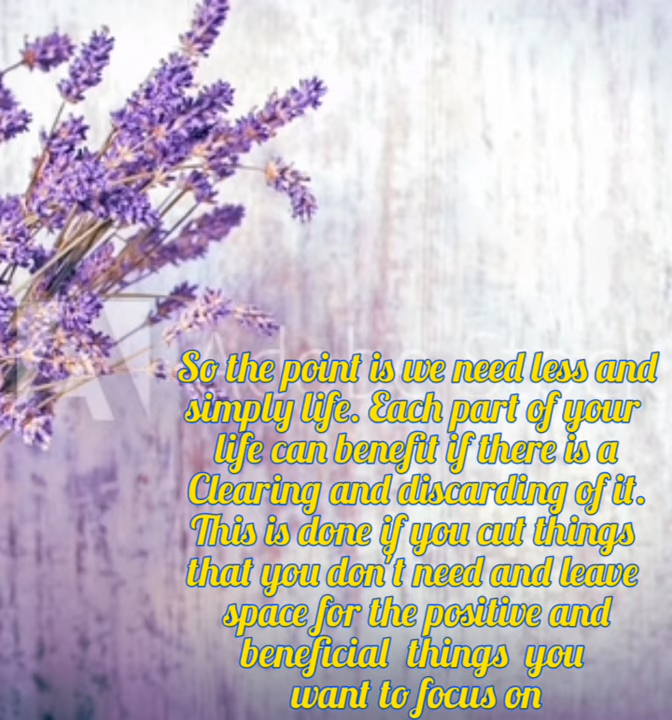 So the point is we need less and
simply life. Each part of your
life can benefit if there is a
Clearing and discarding of it.
This is done if you cut things
that you don't need and leave
space for the positive and
beneficial things you
want to focus on